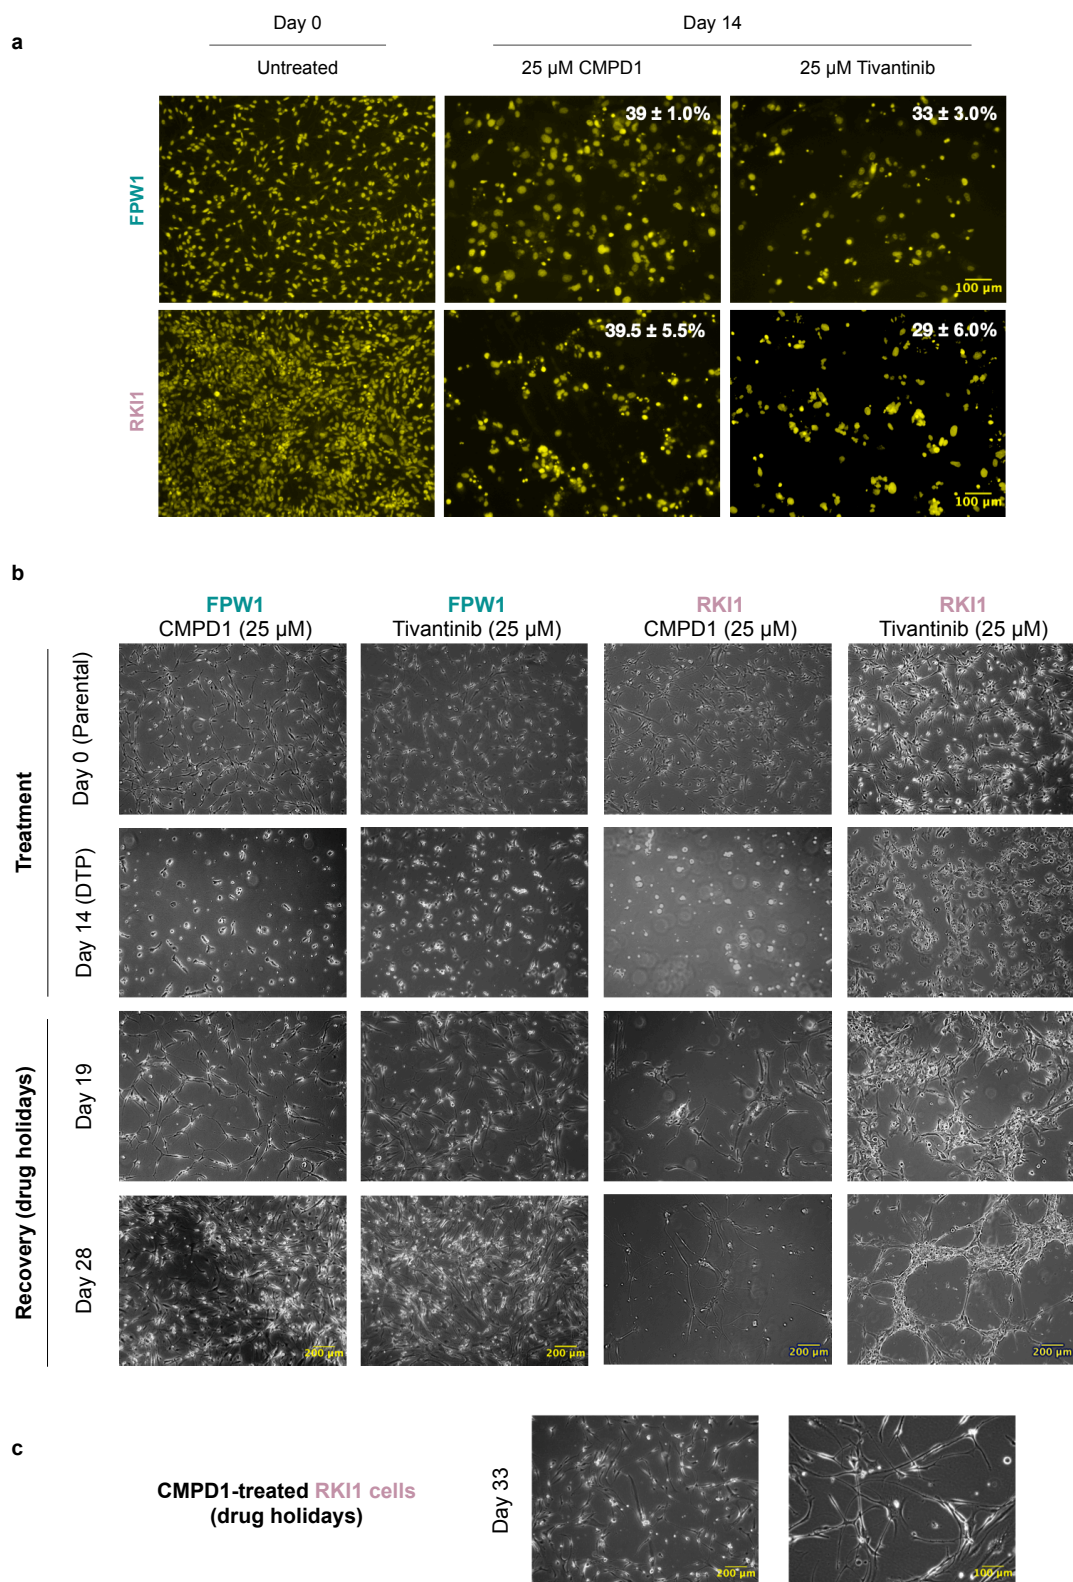 a
Day 0
Day 14
Untreated
25 µM CMPD1
25 µM Tivantinib
FPW1
39 ± 1.0%
33 ± 3.0%
100 µm
RKI1
39.5 ± 5.5%
29 ± 6.0%
100 µm
b
FPW1
CMPD1 (25 µM)
FPW1
Tivantinib (25 µM)
RKI1
CMPD1 (25 µM)
RKI1
Tivantinib (25 µM)
Treatment
Day 0 (Parental)
Day 14 (DTP)
Recovery (drug holidays)
Day 19
Day 28
200 µm
200 µm
200 µm
200 µm
c
CMPD1-treated RKI1 cells
(drug holidays)
Day 33
200 µm
100 µm